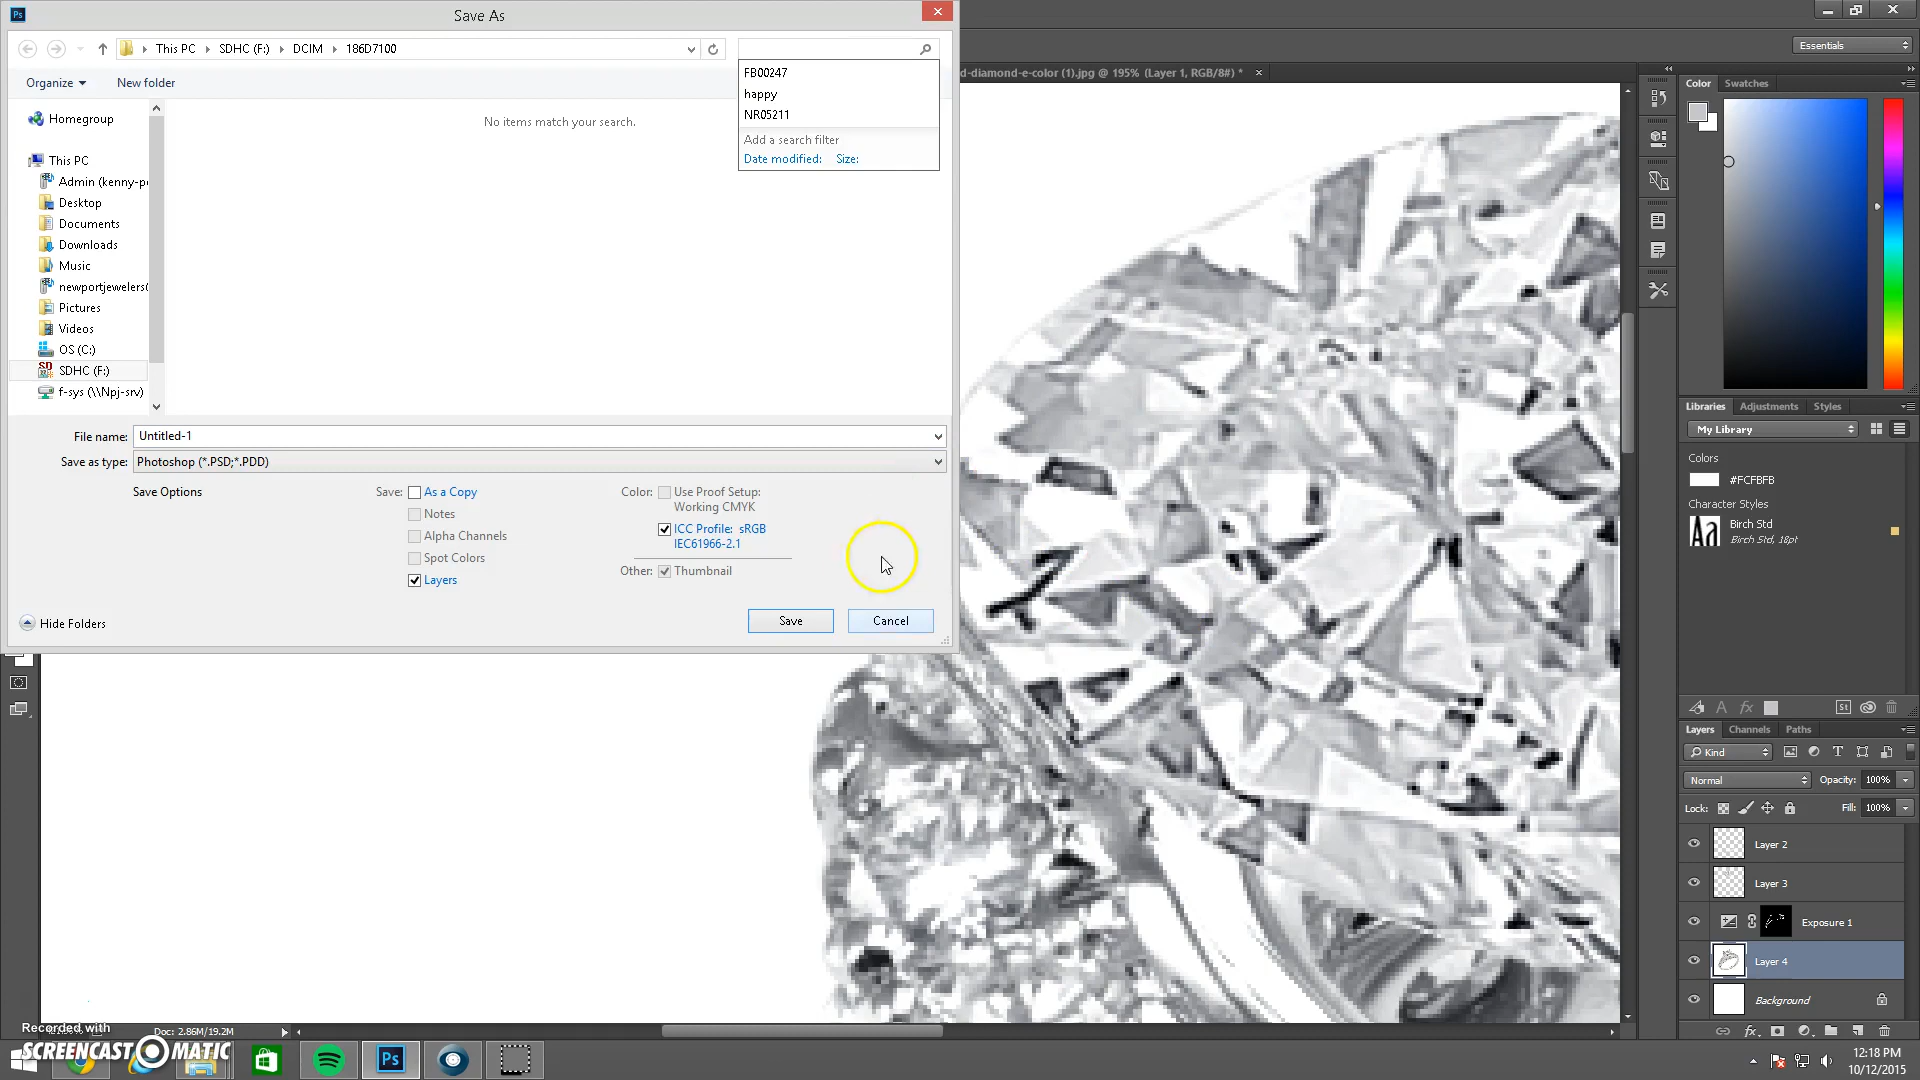 Ps
Save As
Essentials
This PC
SDHC (F:)
DCIM
186D7100
Organize
New folder
FB00247
happy
NR05211
Add a search filter
Date modified:
Size:
No items match your search.
Homegroup
This PC
Admin (kenny-p
Desktop
Documents
Downloads
Music
newportjewelers(
Pictures
Videos
OS (C:)
SDHC (F:)
f-sys (\\Npj-srv)
File name:
Untitled-1
Save as type:
Photoshop (*.PSD;*.PDD)
Save Options
Save:
As a Copy
Notes
Alpha Channels
Spot Colors
Layers
Color:
Use Proof Setup:
Working CMYK
ICC Profile: sRGB
IEC61966-2.1
Other:
Thumbnail
Hide Folders
Save
Cancel
d-diamond-e-color (1).jpg @ 195% (Layer 1, RGB/8#) *
Color
Swatches
Libraries
Adjustments
Styles
My Library
Colors
#FCFBFB
Character Styles
Aa
Birch Std
Birch Std, 18pt
St
Layers
Channels
Paths
Kind
Normal
Opacity:
100%
Lock:
Fill:
100%
Layer 2
Layer 3
Exposure 1
Layer 4
Background
fx
Doc: 2.86M/19.2M
Recorded with
SCREENCAST-O-MATIC
Ps
12:18 PM
10/12/2015